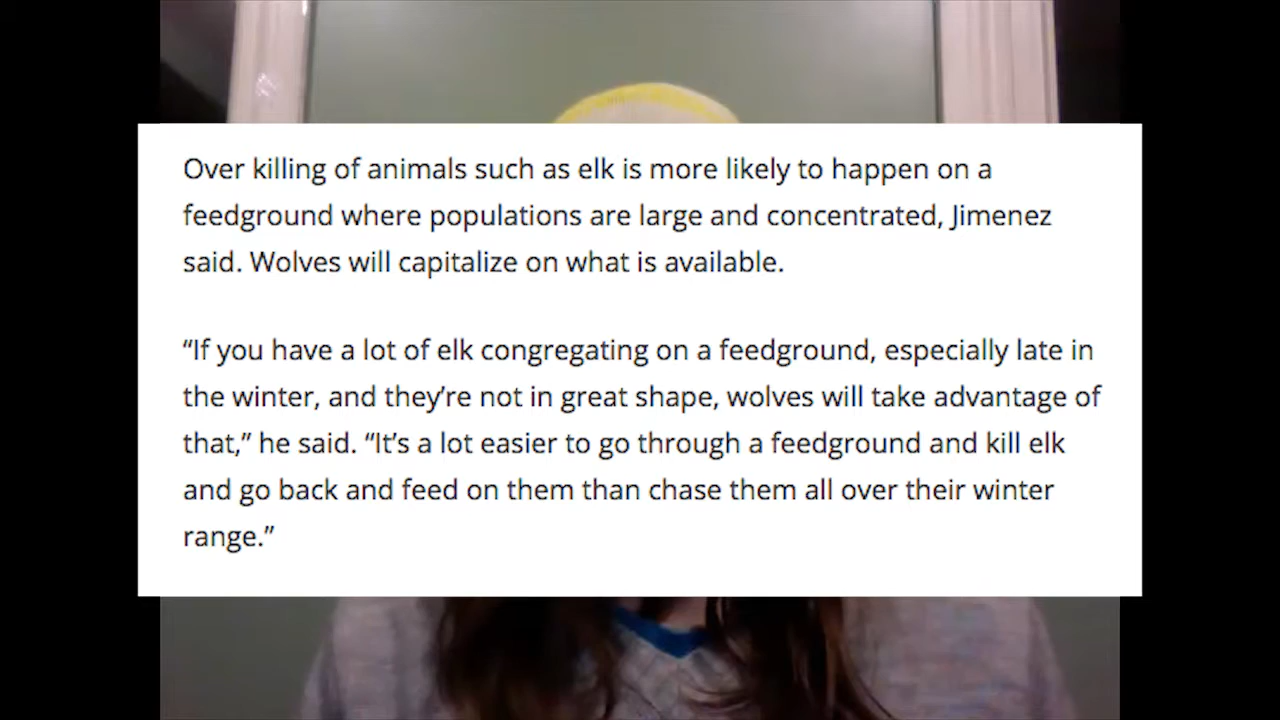 Over killing of animals such as elk is more likely to happen on a
feedground where populations are large and concentrated, Jimenez
said. Wolves will capitalize on what is available.
“If you have a lot of elk congregating on a feedground, especially late in
the winter, and they’re not in great shape, wolves will take advantage of
that,” he said. “It’s a lot easier to go through a feedground and kill elk
and go back and feed on them than chase them all over their winter
range.”